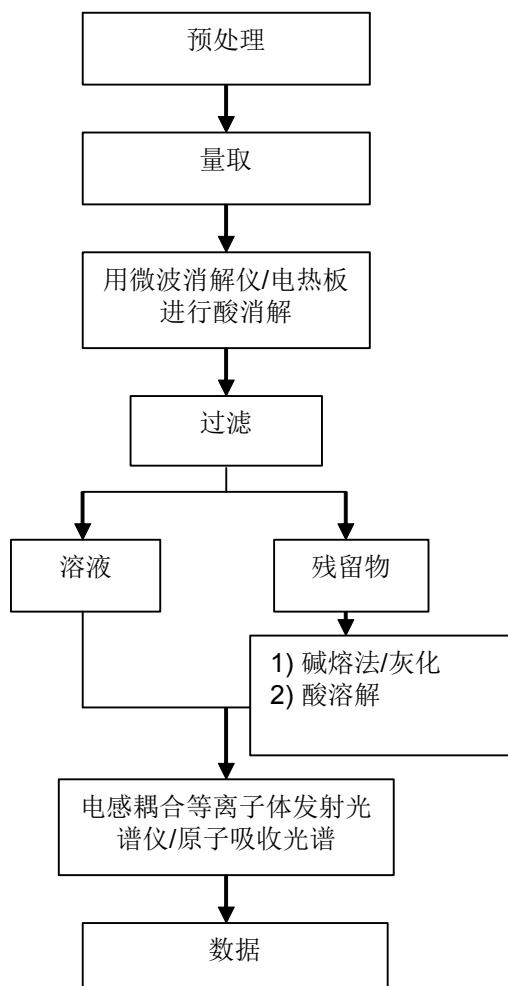 预处理
量取
用微波消解仪/电热板
进行酸消解
过滤
溶液
残留物
1) 碱熔法/灰化
2) 酸溶解
电感耦合等离子体发射光
谱仪/原子吸收光谱
数据